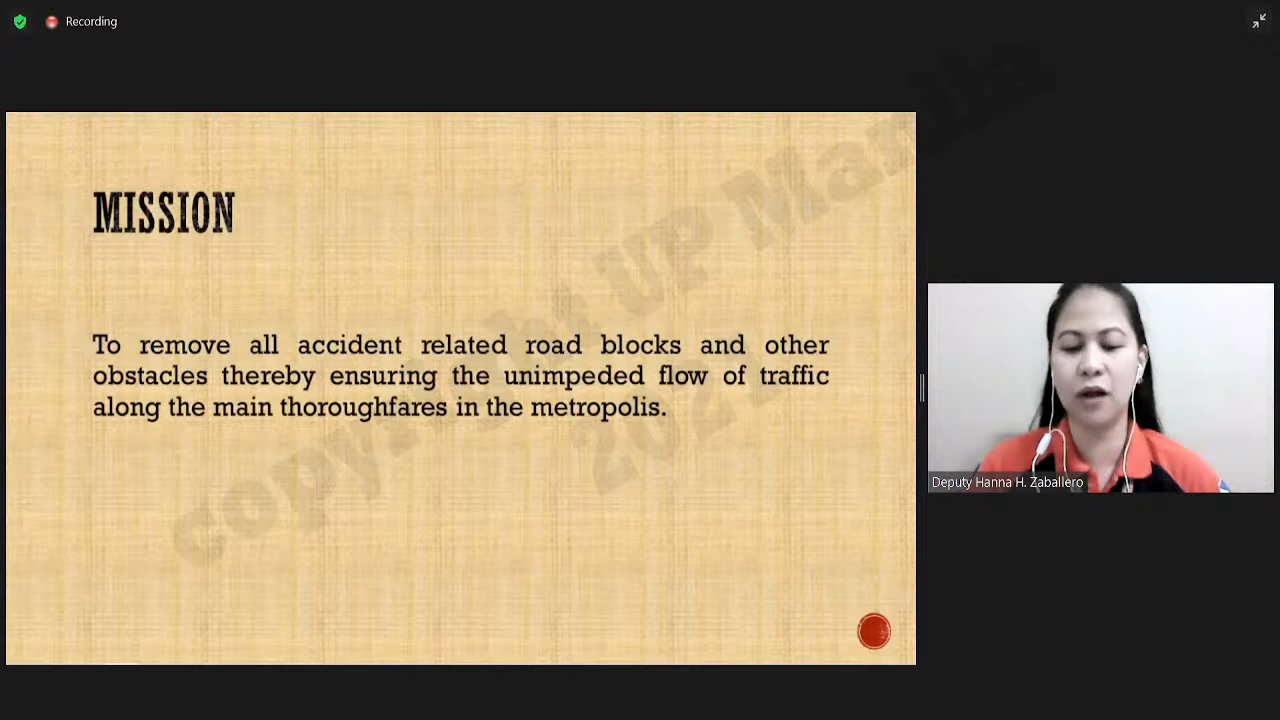 Recording
MISSION
To remove all accident related road blocks and other
obstacles thereby ensuring the unimpeded flow of traffic
along the main thoroughfares in the metropolis.
copyright UP Manila
2021
Deputy Hanna H. Zaballero